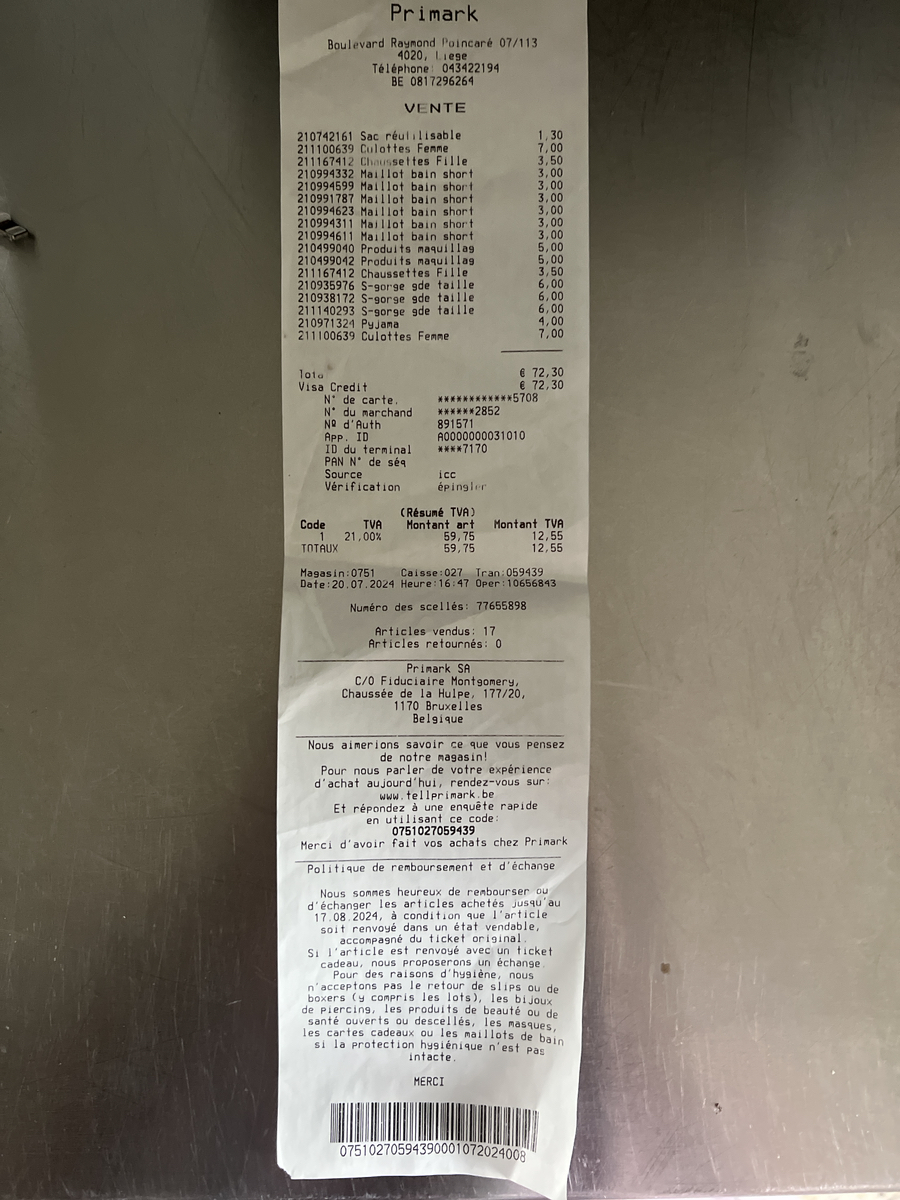 Primark
Boulevard Raymond Poincaré 07/113
4020, Liege
Téléphone: 043422194
BE 0817296264
VENTE
210742161 Sac réutilisable 1,30
211100639 Culottes Femme 7,00
211167412 Chaussettes Fille 3,50
210994332 Maillot bain short 3,00
210994599 Maillot bain short 3,00
210991787 Maillot bain short 3,00
210994623 Maillot bain short 3,00
210994311 Maillot bain short 3,00
210994611 Maillot bain short 3,00
210499040 Produits maquillag 5,00
210499042 Produits maquillag 5,00
211167412 Chaussettes Fille 3,50
210935976 S-gorge gde taille 6,00
210938172 S-gorge gde taille 6,00
211140293 S-gorge gde taille 6,00
210971324 Pyjama 4,00
211100639 Culottes Femme 7,00
Total € 72,30
Visa Credit € 72,30
N° de carte. ************5708
N° du marchand ******2852
Nº d'Auth 891571
App. ID A0000000031010
ID du terminal ****7170
PAN N° de séq
Source icc
Vérification épingler
(Résumé TVA)
Code TVA Montant art Montant TVA
1 21,00% 59,75 12,55
TOTAUX 59,75 12,55
Magasin:0751 Caisse:027 Tran:059439
Date:20.07.2024 Heure:16:47 Oper:10656843
Numéro des scellés: 77655898
Articles vendus: 17
Articles retournés: 0
Primark SA
C/O Fiduciaire Montgomery,
Chaussée de la Hulpe, 177/20,
1170 Bruxelles
Belgique
Nous aimerions savoir ce que vous pensez
de notre magasin!
Pour nous parler de votre expérience
d'achat aujourd'hui, rendez-vous sur:
www.tellprimark.be
Et répondez à une enquête rapide
en utilisant ce code:
0751027059439
Merci d'avoir fait vos achats chez Primark
Politique de remboursement et d'échange
Nous sommes heureux de rembourser ou
d'échanger les articles achetés jusqu'au
17.08.2024, à condition que l'article
soit renvoyé dans un état vendable,
accompagné du ticket original.
Si l'article est renvoyé avec un ticket
cadeau, nous proposerons un échange.
Pour des raisons d'hygiène, nous
n'acceptons pas le retour de slips ou de
boxers (y compris les lots), les bijoux
de piercing, les produits de beauté ou de
santé ouverts ou descellés, les masques,
les cartes cadeaux ou les maillots de bain
si la protection hygiénique n'est pas
intacte.
MERCI
075102705943900010720240​08